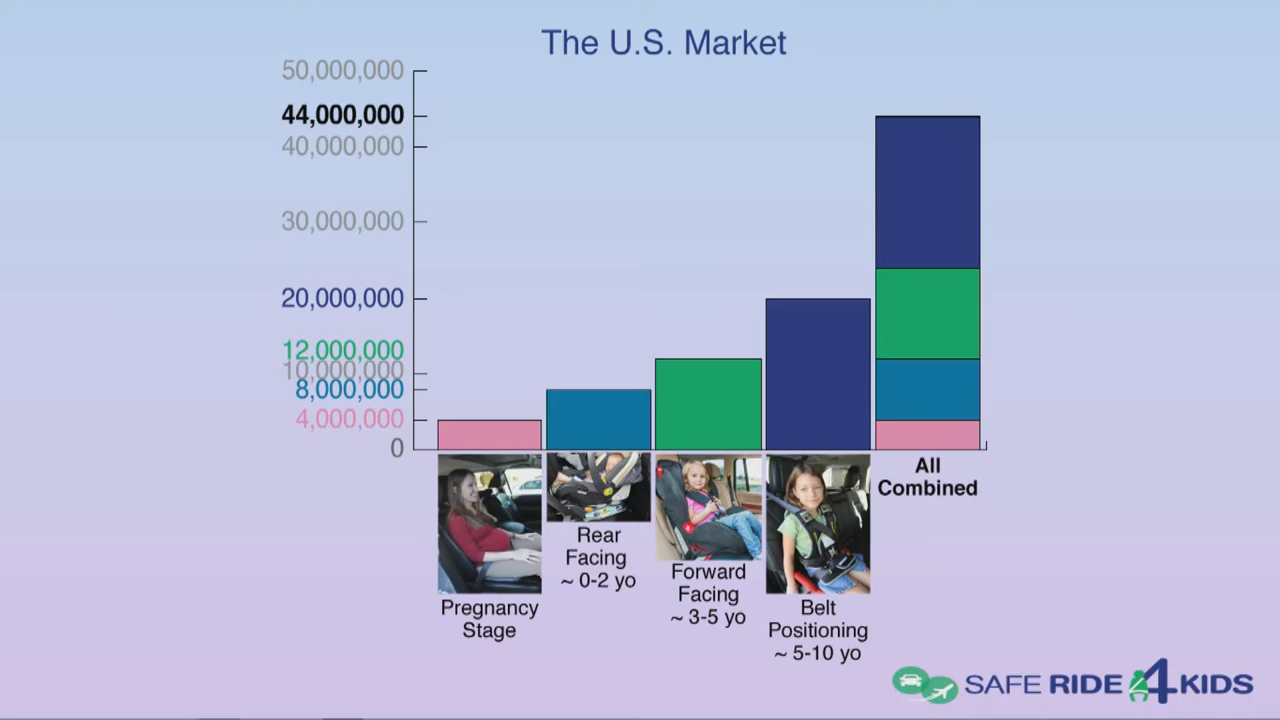 The U.S. Market
50,000,000
44,000,000
40,000,000
30,000,000
20,000,000
12,000,000
10,000,000
8,000,000
4,000,000
0
Pregnancy
Stage
Rear
Facing
~ 0-2 yo
Forward
Facing
~ 3-5 yo
Belt
Positioning
~ 5-10 yo
All
Combined
SAFE RIDE 4 KIDS